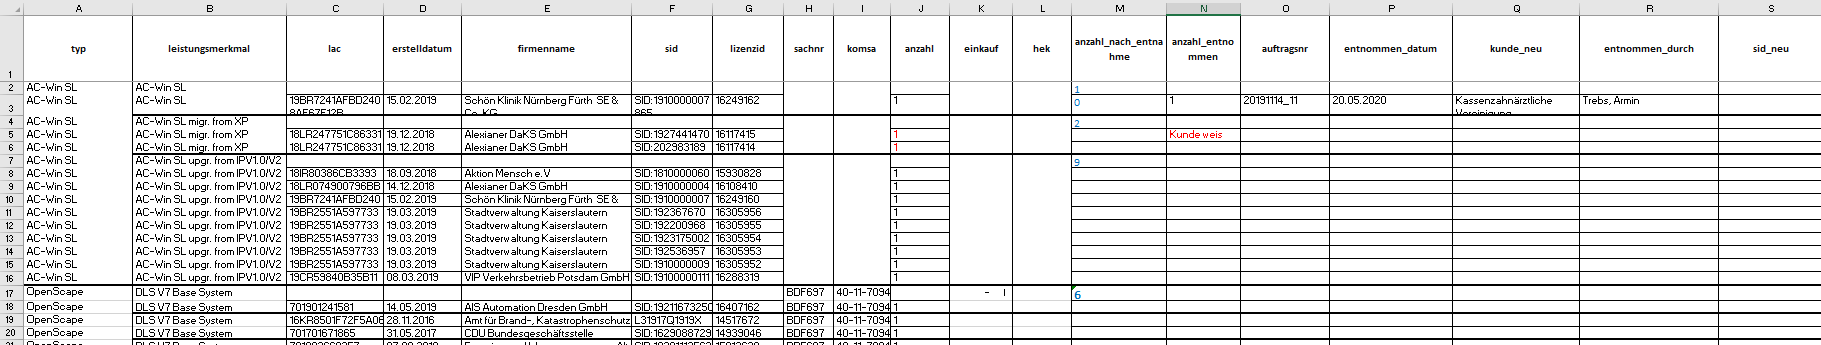 A B C D E F G H I J K L M N O P Q R S
1 typ leistungsmerkmal lac erstelldatum firmenname sid lizenzid sachnr komsa anzahl einkauf hek anzahl_nach_entnahme anzahl_entnommen auftragsnr entnommen_datum kunde_neu entnommen_durch sid_neu
2 AC-Win SL AC-Win SL 1
3 AC-Win SL AC-Win SL 19BR7241AFBD240 15.02.2019 Schön Klinik Nürnberg Fürth SE & SID:1910000007 16249162 1 0 1 20191114_11 20.05.2020 Kassenzahnärztliche Trebs, Armin
8AF67F12B Co. KG 865 Vereinigung
4 AC-Win SL AC-Win SL migr. from XP 2
5 AC-Win SL AC-Win SL migr. from XP 18LR247751C86331 19.12.2018 Alexianer DaKS GmbH SID:1927441470 16117415 1 Kunde weis
6 AC-Win SL AC-Win SL migr. from XP 18LR247751C86331 19.12.2018 Alexianer DaKS GmbH SID:202983189 16117414 1
7 AC-Win SL AC-Win SL upgr. from IPV1.0/V2 9
8 AC-Win SL AC-Win SL upgr. from IPV1.0/V2 18IR80386CB3393 18.09.2018 Aktion Mensch e.V SID:1810000060 15930828 1
9 AC-Win SL AC-Win SL upgr. from IPV1.0/V2 18LR074900796BB 14.12.2018 Alexianer DaKS GmbH SID:1910000004 16108410 1
10 AC-Win SL AC-Win SL upgr. from IPV1.0/V2 19BR7241AFBD240 15.02.2019 Schön Klinik Nürnberg Fürth SE & SID:1910000007 16249160 1
11 AC-Win SL AC-Win SL upgr. from IPV1.0/V2 19BR2551A597733 19.03.2019 Stadtverwaltung Kaiserslautern SID:192367670 16305956 1
12 AC-Win SL AC-Win SL upgr. from IPV1.0/V2 19BR2551A597733 19.03.2019 Stadtverwaltung Kaiserslautern SID:192200968 16305955 1
13 AC-Win SL AC-Win SL upgr. from IPV1.0/V2 19BR2551A597733 19.03.2019 Stadtverwaltung Kaiserslautern SID:1923175002 16305954 1
14 AC-Win SL AC-Win SL upgr. from IPV1.0/V2 19BR2551A597733 19.03.2019 Stadtverwaltung Kaiserslautern SID:192536957 16305953 1
15 AC-Win SL AC-Win SL upgr. from IPV1.0/V2 19BR2551A597733 19.03.2019 Stadtverwaltung Kaiserslautern SID:1910000009 16305952 1
16 AC-Win SL AC-Win SL upgr. from IPV1.0/V2 19CR59840B35B11 08.03.2019 VIP Verkehrsbetrieb Potsdam GmbH SID:1910000111 16288319 1
17 OpenScape DLS V7 Base System BDF697 40-11-7094 - 6
18 OpenScape DLS V7 Base System 701901241581 14.05.2019 AIS Automation Dresden GmbH SID:19211673250 16407162 BDF697 40-11-7094 1
19 OpenScape DLS V7 Base System 16KR8501F72F5A06 28.11.2016 Amt für Brand-, Katastrophenschutz L31917Q1919X 14517672 BDF697 40-11-7094 1
20 OpenScape DLS V7 Base System 701701671865 31.05.2017 CDU Bundesgeschäftsstelle SID:1629088729 14939046 BDF697 40-11-7094 1